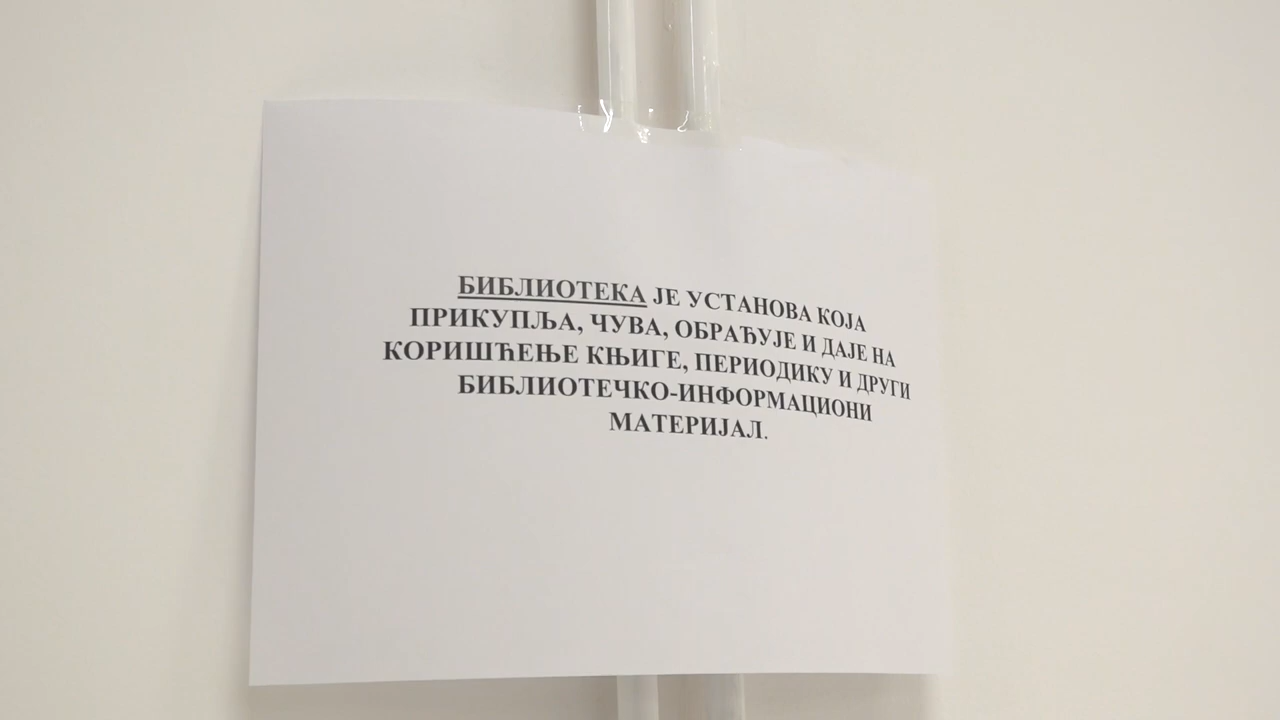 БИБЛИОТЕКА ЈЕ УСТАНОВА КОЈА
ПРИКУПЉА, ЧУВА, ОБРАЂУЈЕ И ДАЈЕ НА
КОРИШЋЕЊЕ КЊИГЕ, ПЕРИОДИКУ И ДРУГИ
БИБЛИОТЕЧКО-ИНФОРМАЦИОНИ
МАТЕРИЈАЛ.